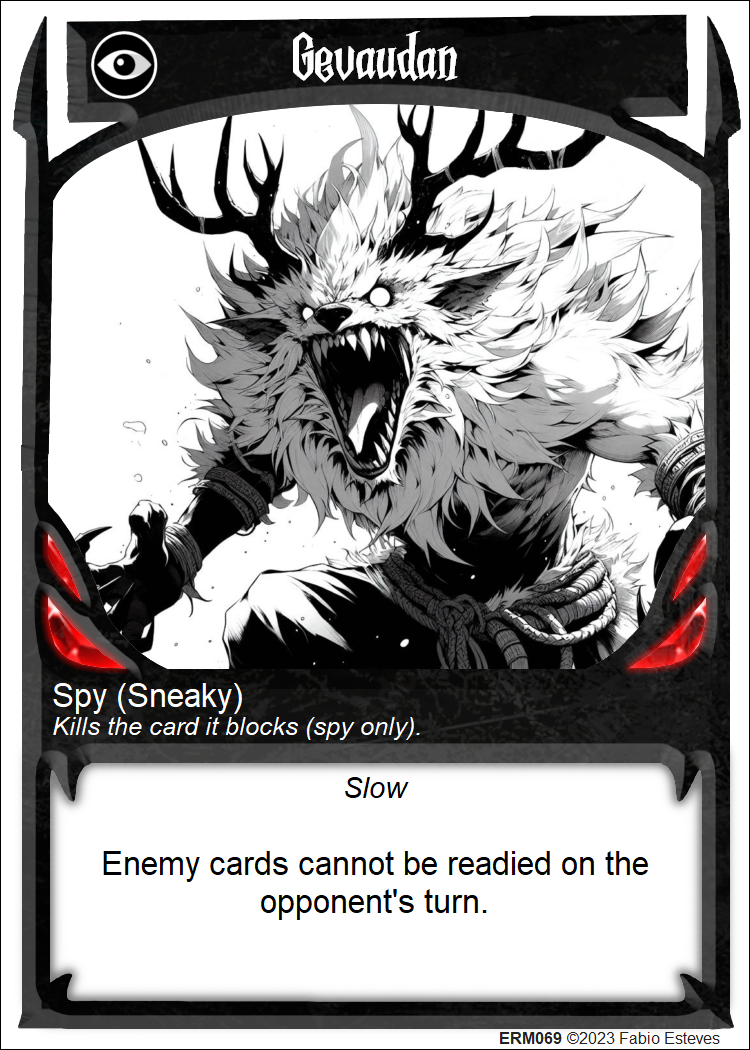 Gevaudan
Spy (Sneaky)
Kills the card it blocks (spy only).
Slow
Enemy cards cannot be readied on the
opponent's turn.
ERM069 ©2023 Fabio Esteves